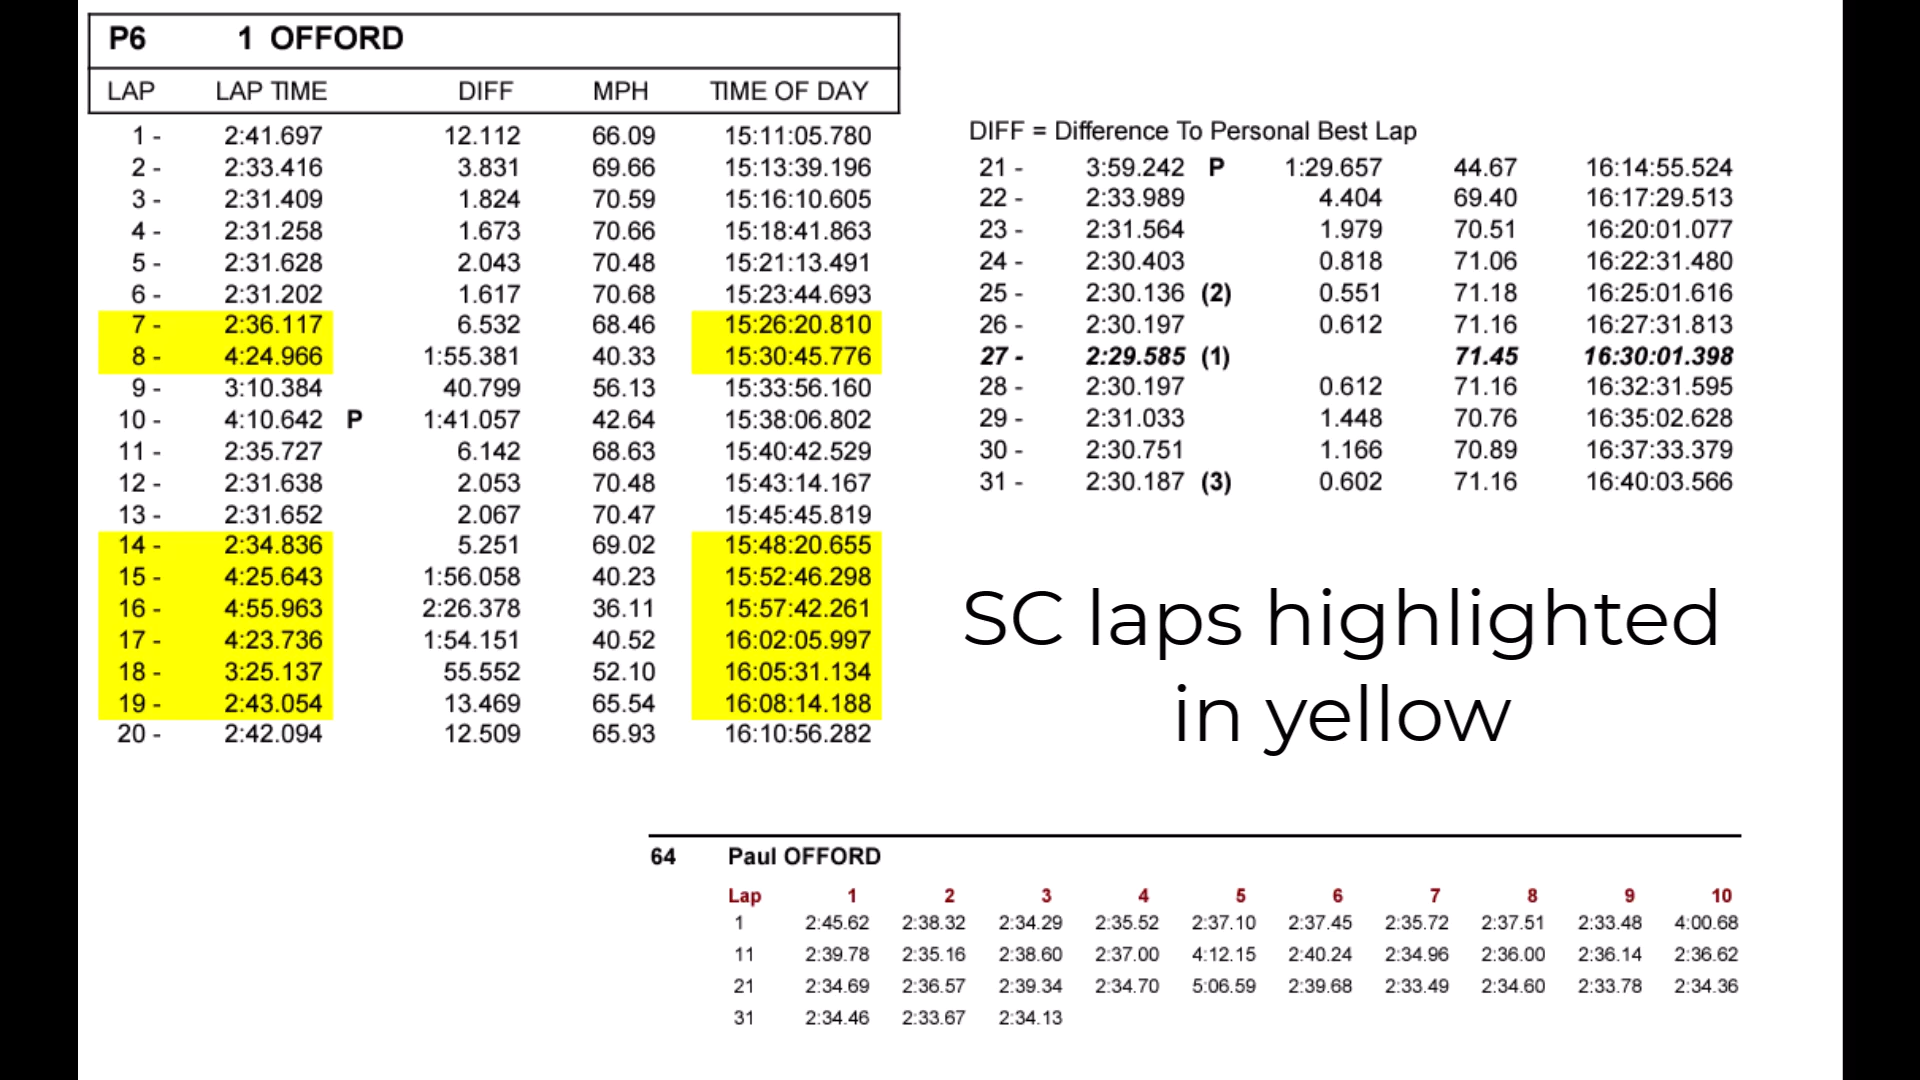 P6 1 OFFORD
LAP LAP TIME DIFF MPH TIME OF DAY
1 - 2:41.697 12.112 66.09 15:11:05.780
2 - 2:33.416 3.831 69.66 15:13:39.196
3 - 2:31.409 1.824 70.59 15:16:10.605
4 - 2:31.258 1.673 70.66 15:18:41.863
5 - 2:31.628 2.043 70.48 15:21:13.491
6 - 2:31.202 1.617 70.68 15:23:44.693
7 - 2:36.117 6.532 68.46 15:26:20.810
8 - 4:24.966 1:55.381 40.33 15:30:45.776
9 - 3:10.384 40.799 56.13 15:33:56.160
10 - 4:10.642 P 1:41.057 42.64 15:38:06.802
11 - 2:35.727 6.142 68.63 15:40:42.529
12 - 2:31.638 2.053 70.48 15:43:14.167
13 - 2:31.652 2.067 70.47 15:45:45.819
14 - 2:34.836 5.251 69.02 15:48:20.655
15 - 4:25.643 1:56.058 40.23 15:52:46.298
16 - 4:55.963 2:26.378 36.11 15:57:42.261
17 - 4:23.736 1:54.151 40.52 16:02:05.997
18 - 3:25.137 55.552 52.10 16:05:31.134
19 - 2:43.054 13.469 65.54 16:08:14.188
20 - 2:42.094 12.509 65.93 16:10:56.282
DIFF = Difference To Personal Best Lap
21 - 3:59.242 P 1:29.657 44.67 16:14:55.524
22 - 2:33.989 4.404 69.40 16:17:29.513
23 - 2:31.564 1.979 70.51 16:20:01.077
24 - 2:30.403 0.818 71.06 16:22:31.480
25 - 2:30.136 (2) 0.551 71.18 16:25:01.616
26 - 2:30.197 0.612 71.16 16:27:31.813
27 - 2:29.585 (1) 71.45 16:30:01.398
28 - 2:30.197 0.612 71.16 16:32:31.595
29 - 2:31.033 1.448 70.76 16:35:02.628
30 - 2:30.751 1.166 70.89 16:37:33.379
31 - 2:30.187 (3) 0.602 71.16 16:40:03.566
SC laps highlighted
in yellow
64 Paul OFFORD
Lap 1 2 3 4 5 6 7 8 9 10
1 2:45.62 2:38.32 2:34.29 2:35.52 2:37.10 2:37.45 2:35.72 2:37.51 2:33.48 4:00.68
11 2:39.78 2:35.16 2:38.60 2:37.00 4:12.15 2:40.24 2:34.96 2:36.00 2:36.14 2:36.62
21 2:34.69 2:36.57 2:39.34 2:34.70 5:06.59 2:39.68 2:33.49 2:34.60 2:33.78 2:34.36
31 2:34.46 2:33.67 2:34.13